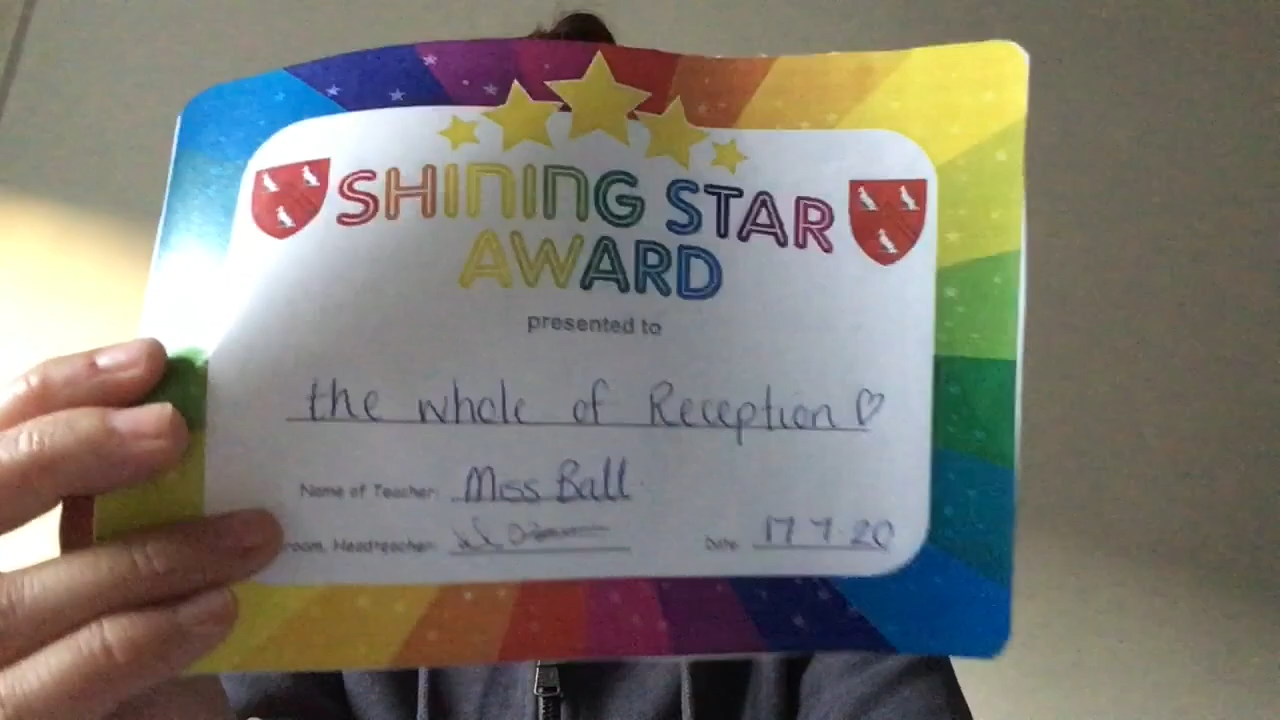 SHINING STAR
AWARD
presented to
the whole of Reception ♡
Name of Teacher: Miss Ball
room, Headteacher:
Date 17 7 20